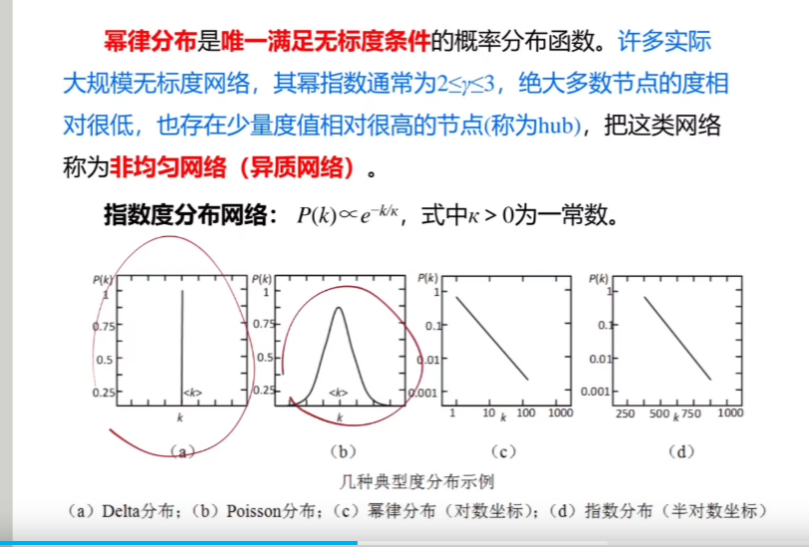 幂律分布是唯一满足无标度条件的概率分布函数。许多实际
大规模无标度网络，其幂指数通常为2≤γ≤3，绝大多数节点的度相
对很低，也存在少量度值相对很高的节点(称为hub)，把这类网络
称为非均匀网络（异质网络）。
指数度分布网络： P(k)∝e^{-k/κ}，式中κ > 0为一常数。
P(k) P(k) P(k) P(k)
1 1 1 1
0.75 0.75 0.1 0.1
0.5 0.5 0.01 0.01
0.25 <k> 0.25 <k> 0.001 0.001
1 10 100 1000 250 500 750 1000
k k k k
（a） （b） （c） （d）
几种典型度分布示例
（a）Delta分布；（b）Poisson分布；（c）幂律分布（对数坐标）；（d）指数分布（半对数坐标）